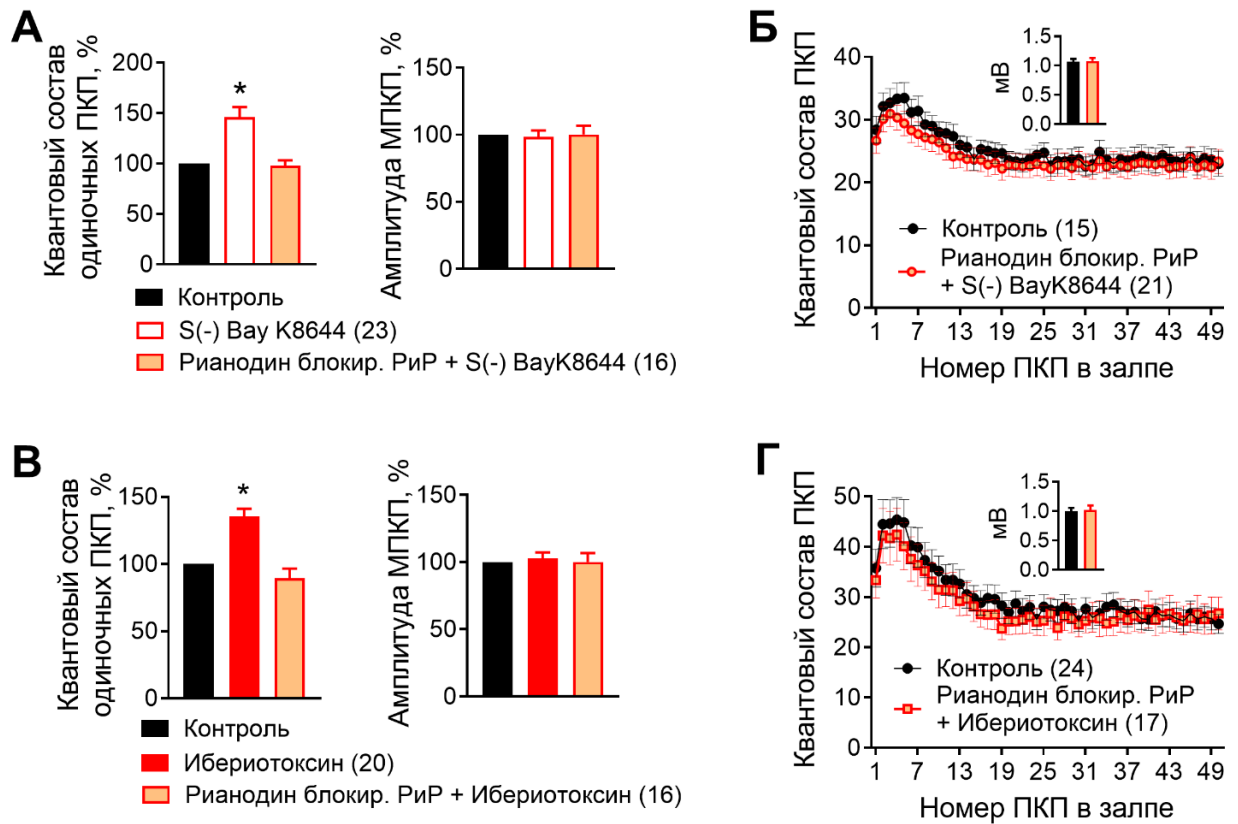 А
Квантовый состав
одиночных ПКП, %
200
150
100
50
0
*
Амплитуда МПКП, %
150
100
50
0
Контроль
S(-) Bay K8644 (23)
Рианодин блокир. РиР + S(-) BayK8644 (16)
Б
Квантовый состав ПКП
40
30
20
10
0
мВ
1.5
1.0
0.5
0.0
Контроль (15)
Рианодин блокир. РиР
+ S(-) BayK8644 (21)
1 7 13 19 25 31 37 43 49
Номер ПКП в залпе
В
Квантовый состав
одиночных ПКП, %
150
100
50
0
*
Амплитуда МПКП, %
150
100
50
0
Контроль
Ибериотоксин (20)
Рианодин блокир. РиР + Ибериотоксин (16)
Г
Квантовый состав ПКП
50
40
30
20
10
0
мВ
1.5
1.0
0.5
0.0
Контроль (24)
Рианодин блокир. РиР
+ Ибериотоксин (17)
1 7 13 19 25 31 37 43 49
Номер ПКП в залпе